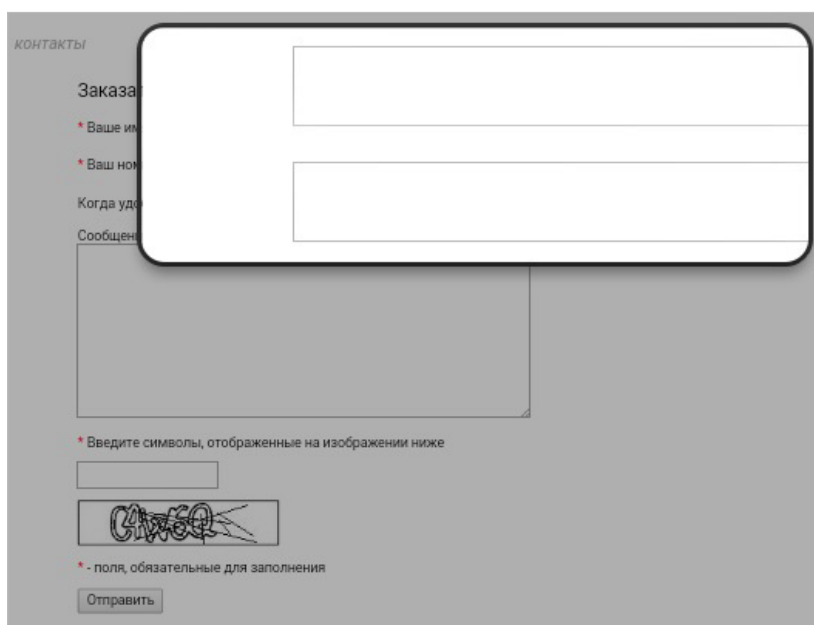 контакты
Заказа
* Ваше им
* Ваш ном
Когда удо
Сообщен
* Введите символы, отображенные на изображении ниже
* - поля, обязательные для заполнения
Отправить